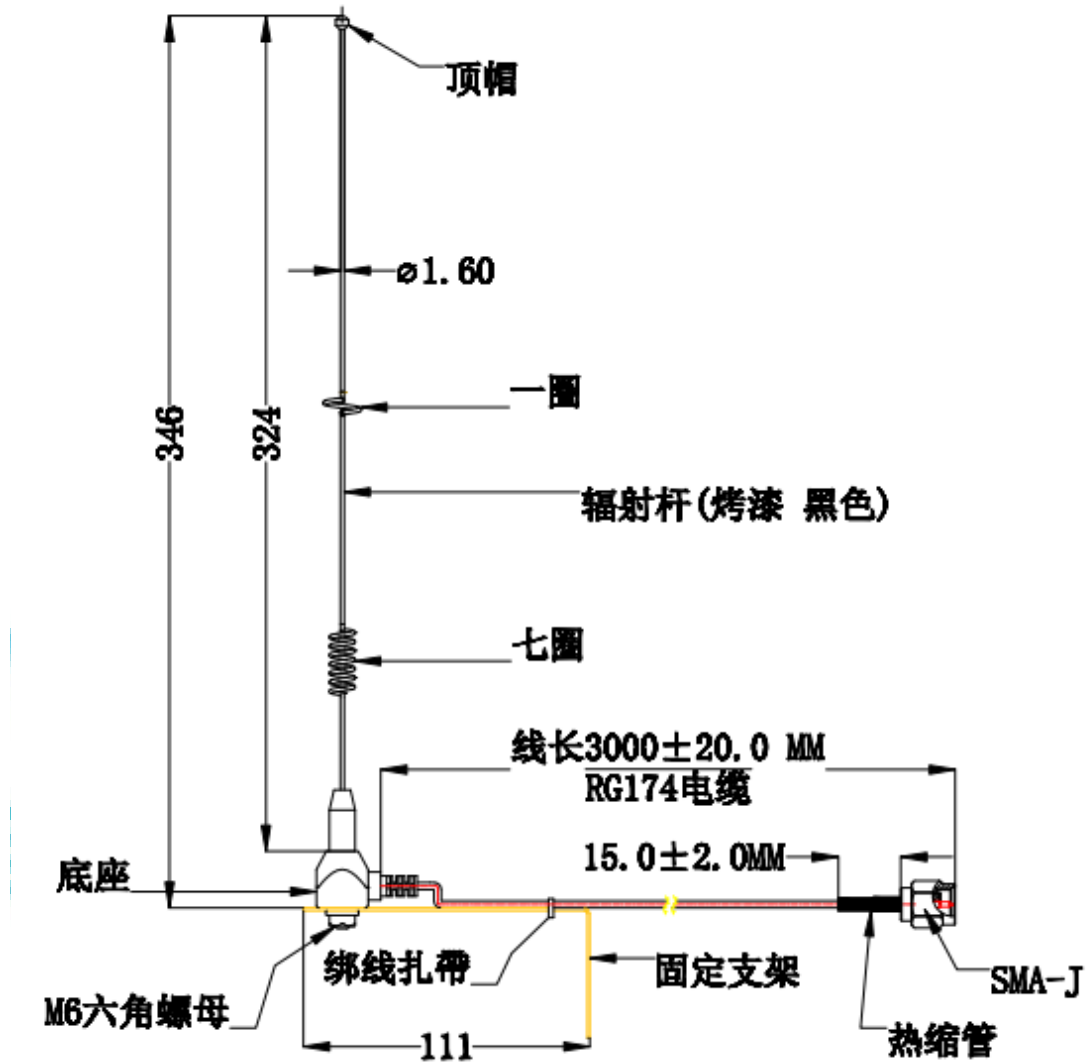 顶帽
⌀1.60
一圈
346
324
辐射杆(烤漆 黑色)
七圈
线长3000±20.0 MM
RG174电缆
15.0±2.0MM
底座
绑线扎帶
固定支架
SMA-J
M6六角螺母
热缩管
111